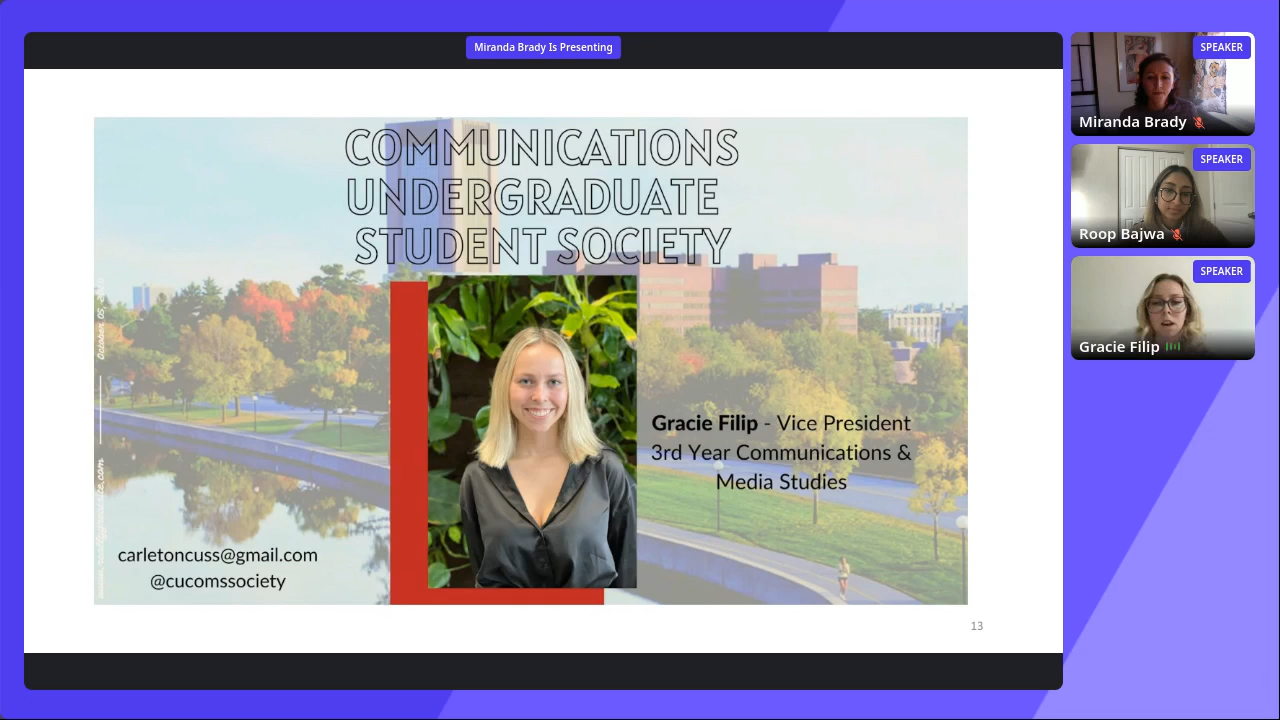 Miranda Brady Is Presenting
COMMUNICATIONS
UNDERGRADUATE
STUDENT SOCIETY
Gracie Filip - Vice President
3rd Year Communications &
Media Studies
carletoncuss@gmail.com
@cucomssociety
13
SPEAKER
Miranda Brady
SPEAKER
Roop Bajwa
SPEAKER
Gracie Filip